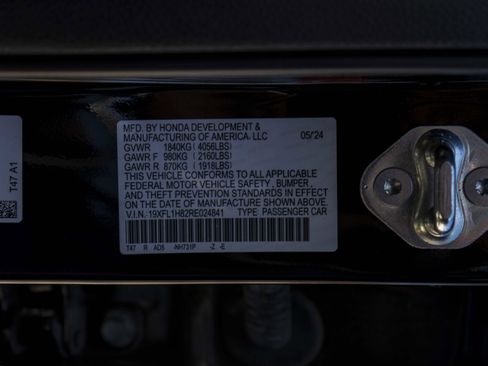 MFD. BY HONDA DEVELOPMENT &
MANUFACTURING OF AMERICA, LLC 05/24
GVWR 1840KG (4056LBS)
GAWR F 980KG (2160LBS)
GAWR R 870KG (1918LBS)
THIS VEHICLE CONFORMS TO ALL APPLICABLE
FEDERAL MOTOR VEHICLE SAFETY, BUMPER,
AND THEFT PREVENTION STANDARDS IN EFFECT
ON THE DATE OF MANUFACTURE SHOWN ABOVE.
V.I.N. 19XFL1H82RE024841 TYPE: PASSENGER CAR
T47 R AD5 -NH731P -Z -E
T47 A1